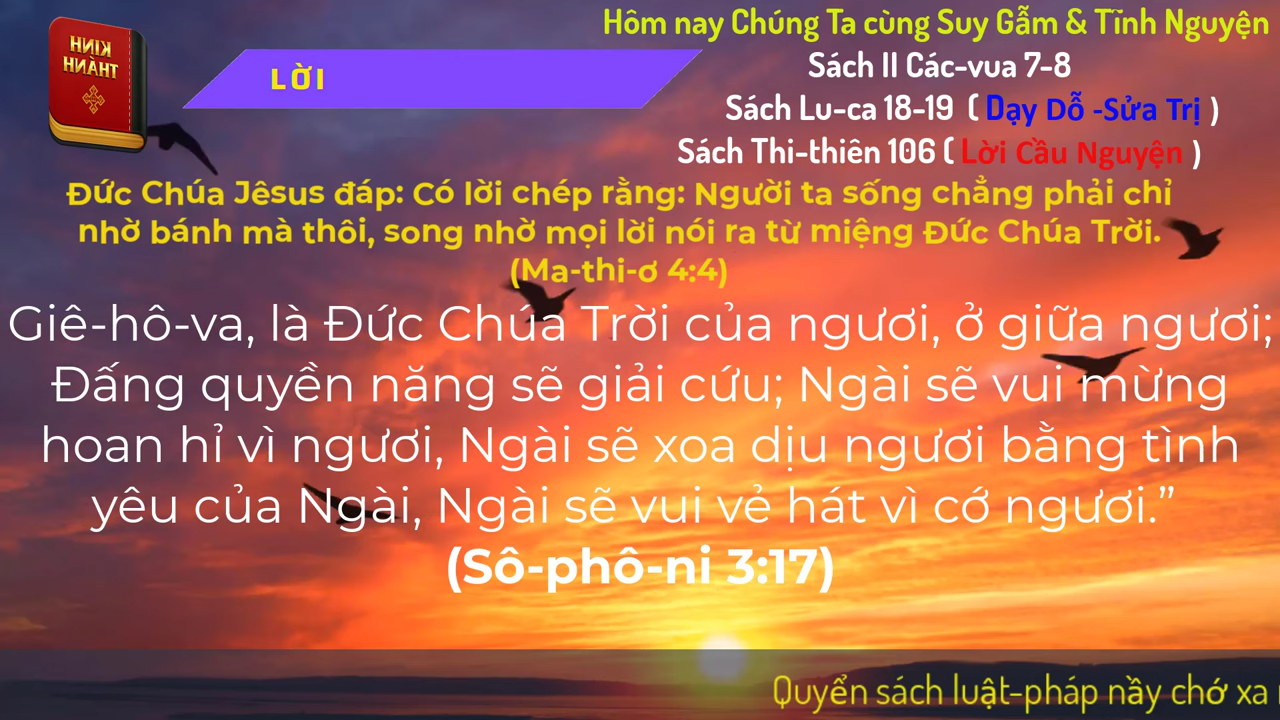 KINH
THÁNH
LỜI
Hôm nay Chúng Ta cùng Suy Gẫm & Tĩnh Nguyện
Sách II Các-vua 7-8
Sách Lu-ca 18-19 ( Dạy Dỗ -Sửa Trị )
Sách Thi-thiên 106 ( Lời Cầu Nguyện )
Đức Chúa Jêsus đáp: Có lời chép rằng: Người ta sống chẳng phải chỉ
nhờ bánh mà thôi, song nhờ mọi lời nói ra từ miệng Đức Chúa Trời.
(Ma-thi-ơ 4:4)
Giê-hô-va, là Đức Chúa Trời của ngươi, ở giữa ngươi;
Đấng quyền năng sẽ giải cứu; Ngài sẽ vui mừng
hoan hỉ vì ngươi, Ngài sẽ xoa dịu ngươi bằng tình
yêu của Ngài, Ngài sẽ vui vẻ hát vì cớ ngươi.”
(Sô-phô-ni 3:17)
Quyển sách luật-pháp nầy chớ xa